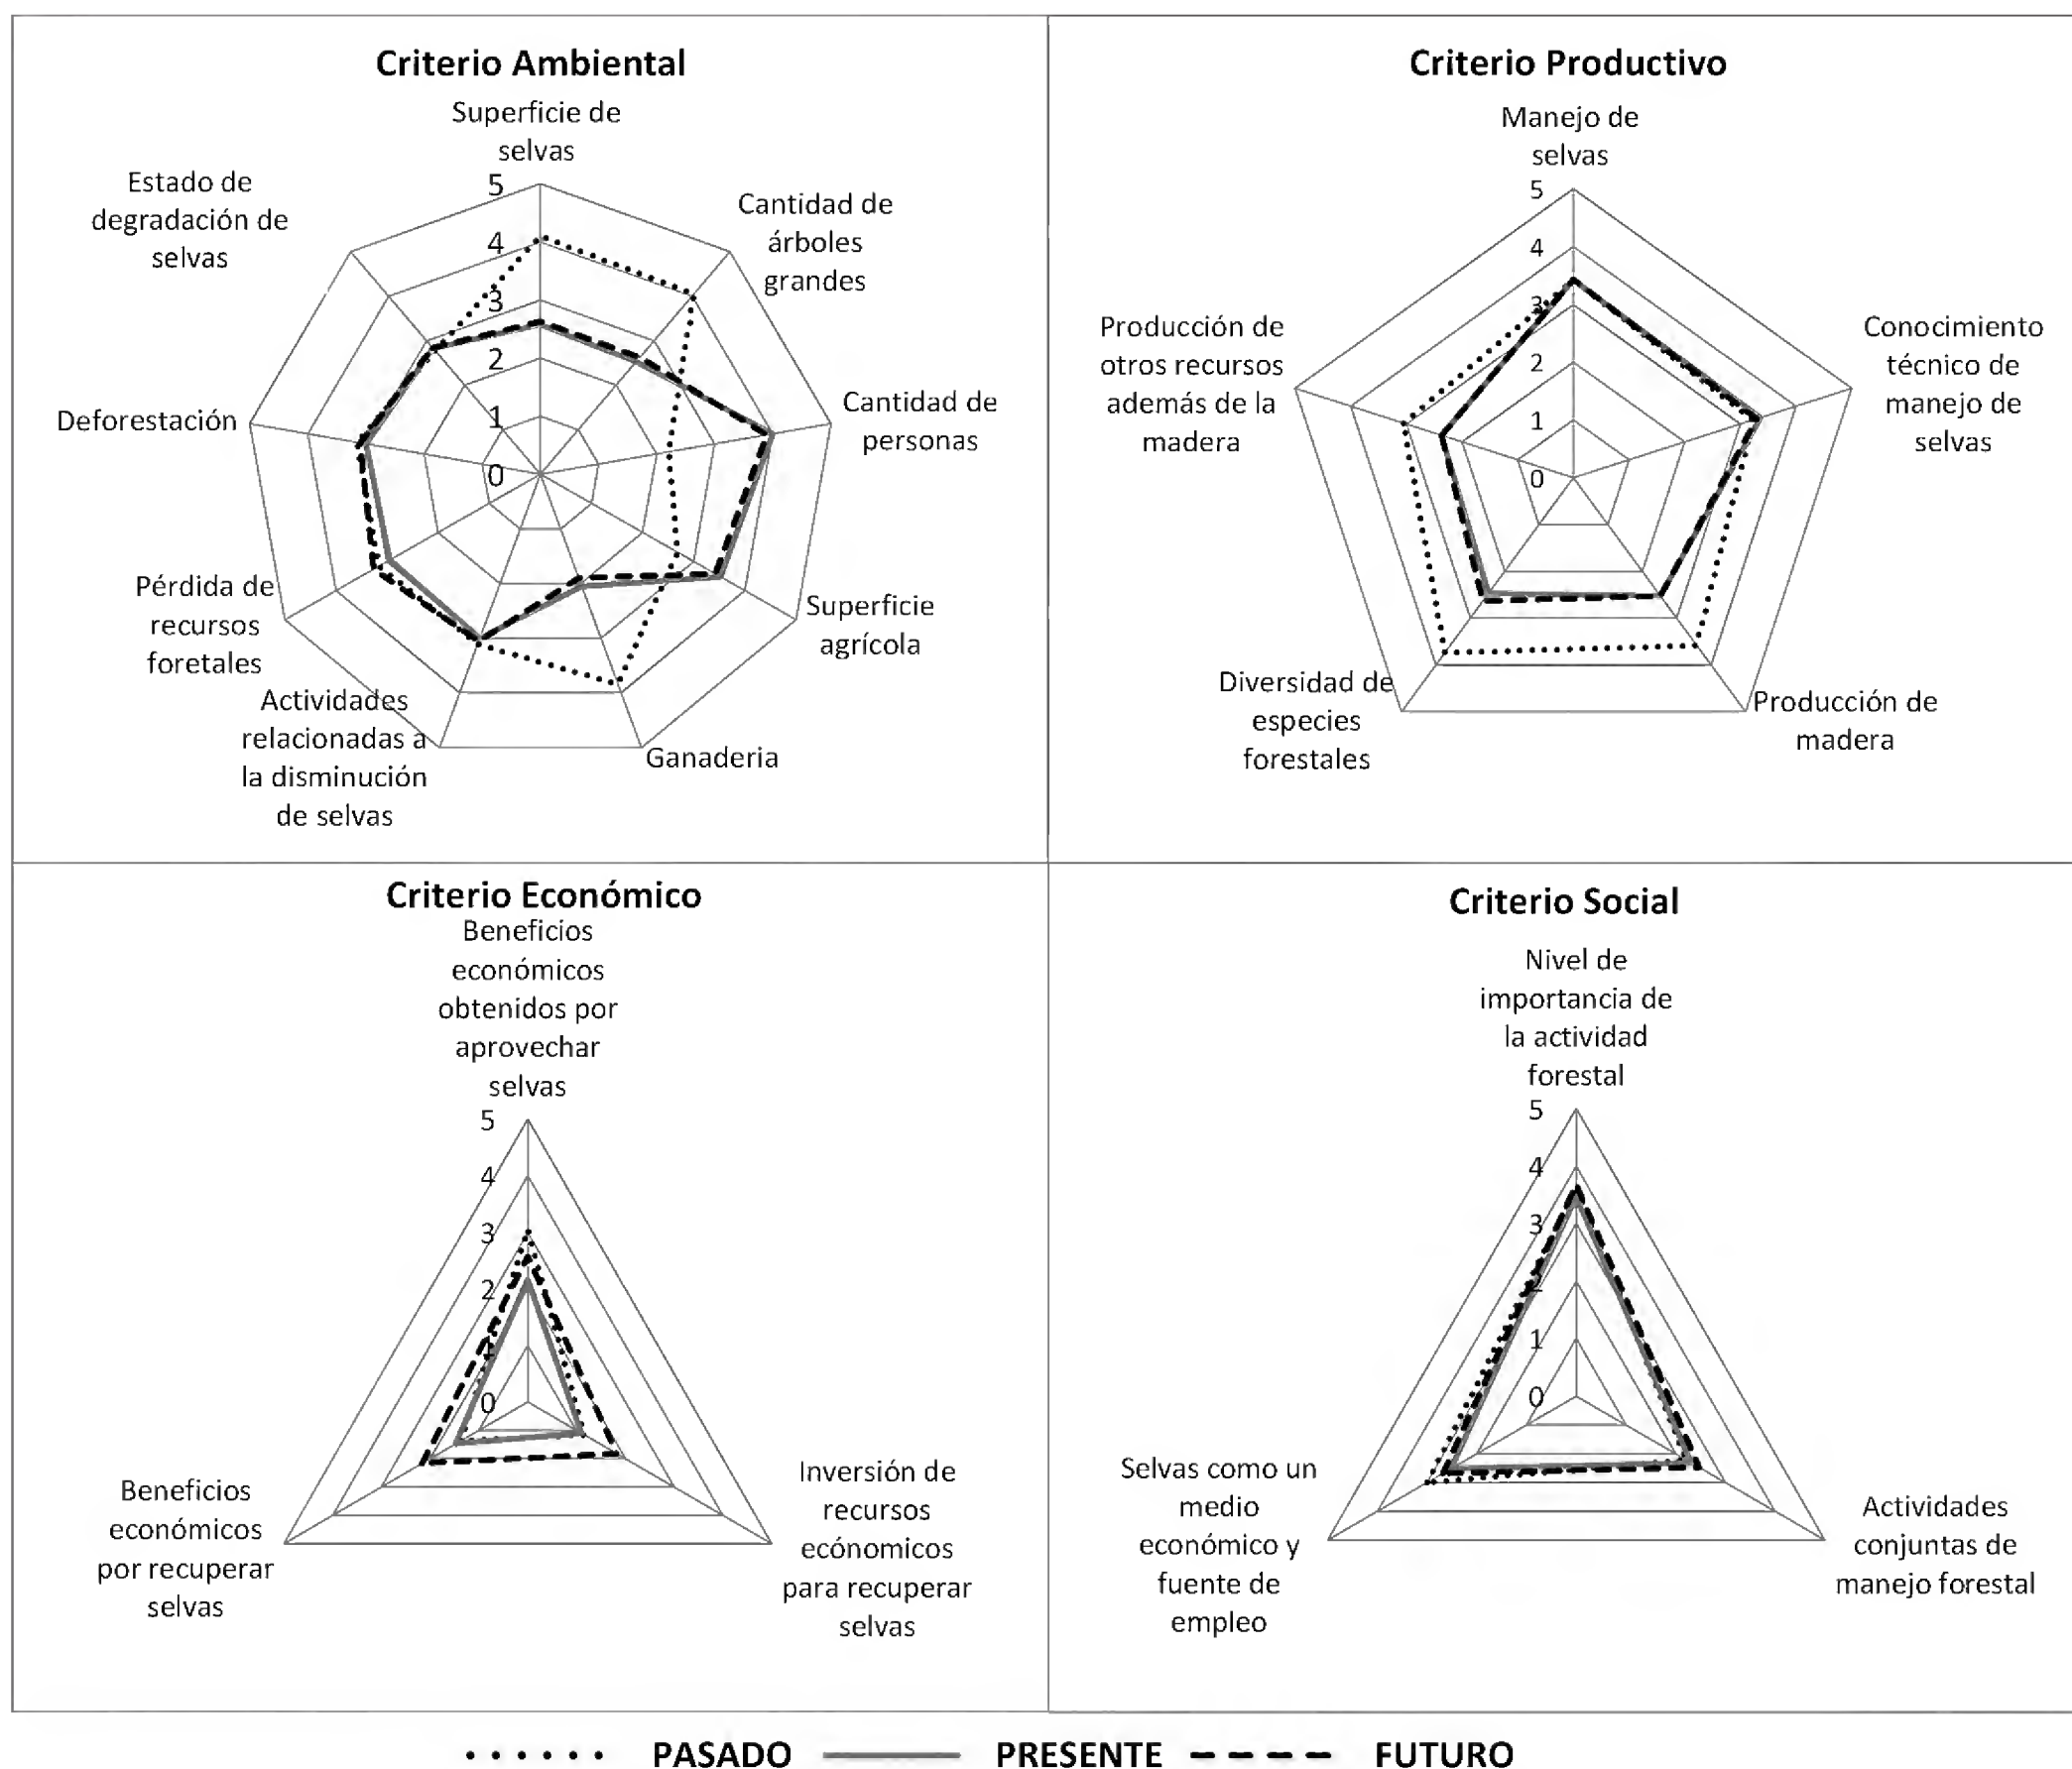 Criterio Ambiental
Superficie de
selvas
Cantidad de
árboles
grandes
Cantidad de
personas
Superficie
agrícola
Ganaderia
Actividades
relacionadas a
la disminución
de selvas
Pérdida de
recursos
foretales
Deforestación
Estado de
degradación de
selvas
5
4
3
2
1
0
Criterio Productivo
Manejo de
selvas
Conocimiento
técnico de
manejo de
selvas
Producción de
madera
Diversidad de
especies
forestales
Producción de
otros recursos
además de la
madera
5
4
3
2
1
0
Criterio Económico
Beneficios
económicos
obtenidos por
aprovechar
selvas
Inversión de
recursos
ecónomicos
para recuperar
selvas
Beneficios
económicos
por recuperar
selvas
5
4
3
2
1
0
Criterio Social
Nivel de
importancia de
la actividad
forestal
Actividades
conjuntas de
manejo forestal
Selvas como un
medio
económico y
fuente de
empleo
5
4
3
2
1
0
PASADO PRESENTE FUTURO